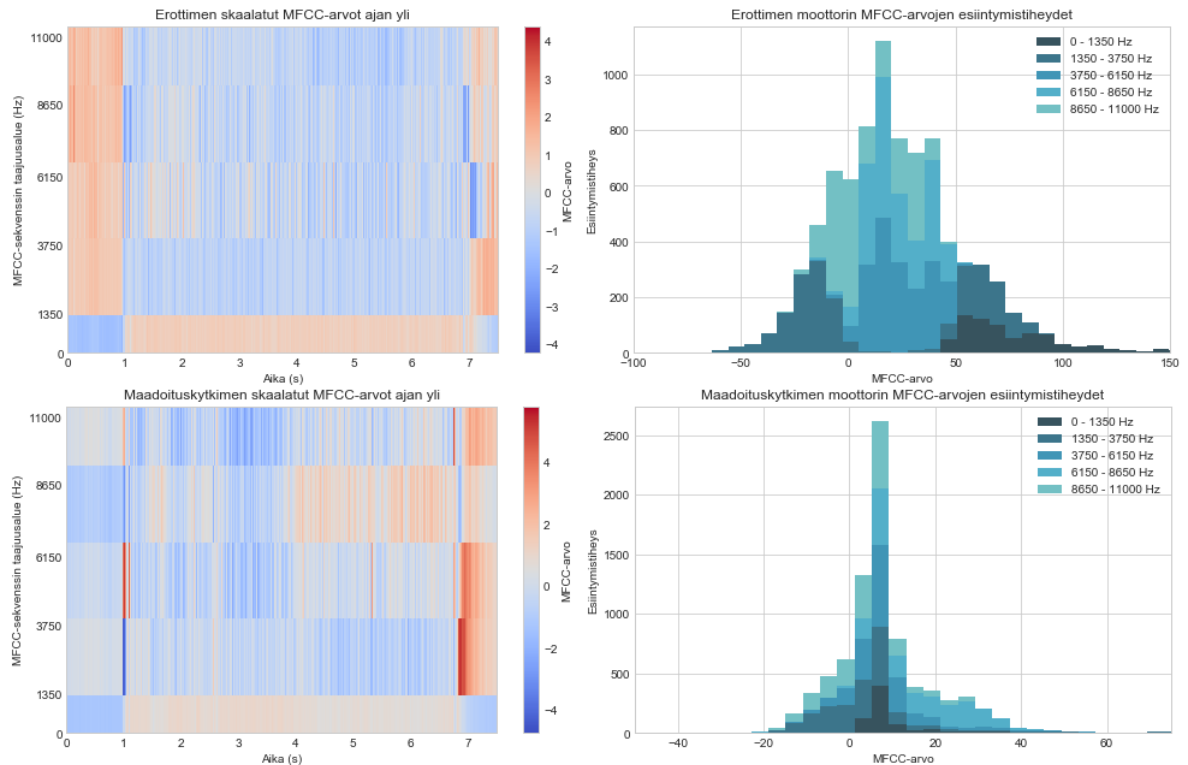 Erottimen skaalatut MFCC-arvot ajan yli
MFCC-sekvenssin taajuusalue (Hz)
11000
8650
6150
3750
1350
0
0 1 2 3 4 5 6 7
Aika (s)
4
3
2
1
0
−1
−2
−3
−4
MFCC-arvo
Erottimen moottorin MFCC-arvojen esiintymistiheydet
Esiintymistiheys
1000
800
600
400
200
0
−100 −50 0 50 100 150
MFCC-arvo
0 - 1350 Hz
1350 - 3750 Hz
3750 - 6150 Hz
6150 - 8650 Hz
8650 - 11000 Hz
Maadoituskytkimen skaalatut MFCC-arvot ajan yli
MFCC-sekvenssin taajuusalue (Hz)
11000
8650
6150
3750
1350
0
0 1 2 3 4 5 6 7
Aika (s)
4
2
0
−2
−4
MFCC-arvo
Maadoituskytkimen moottorin MFCC-arvojen esiintymistiheydet
Esiintymistiheys
2500
2000
1500
1000
500
0
−40 −20 0 20 40 60
MFCC-arvo
0 - 1350 Hz
1350 - 3750 Hz
3750 - 6150 Hz
6150 - 8650 Hz
8650 - 11000 Hz